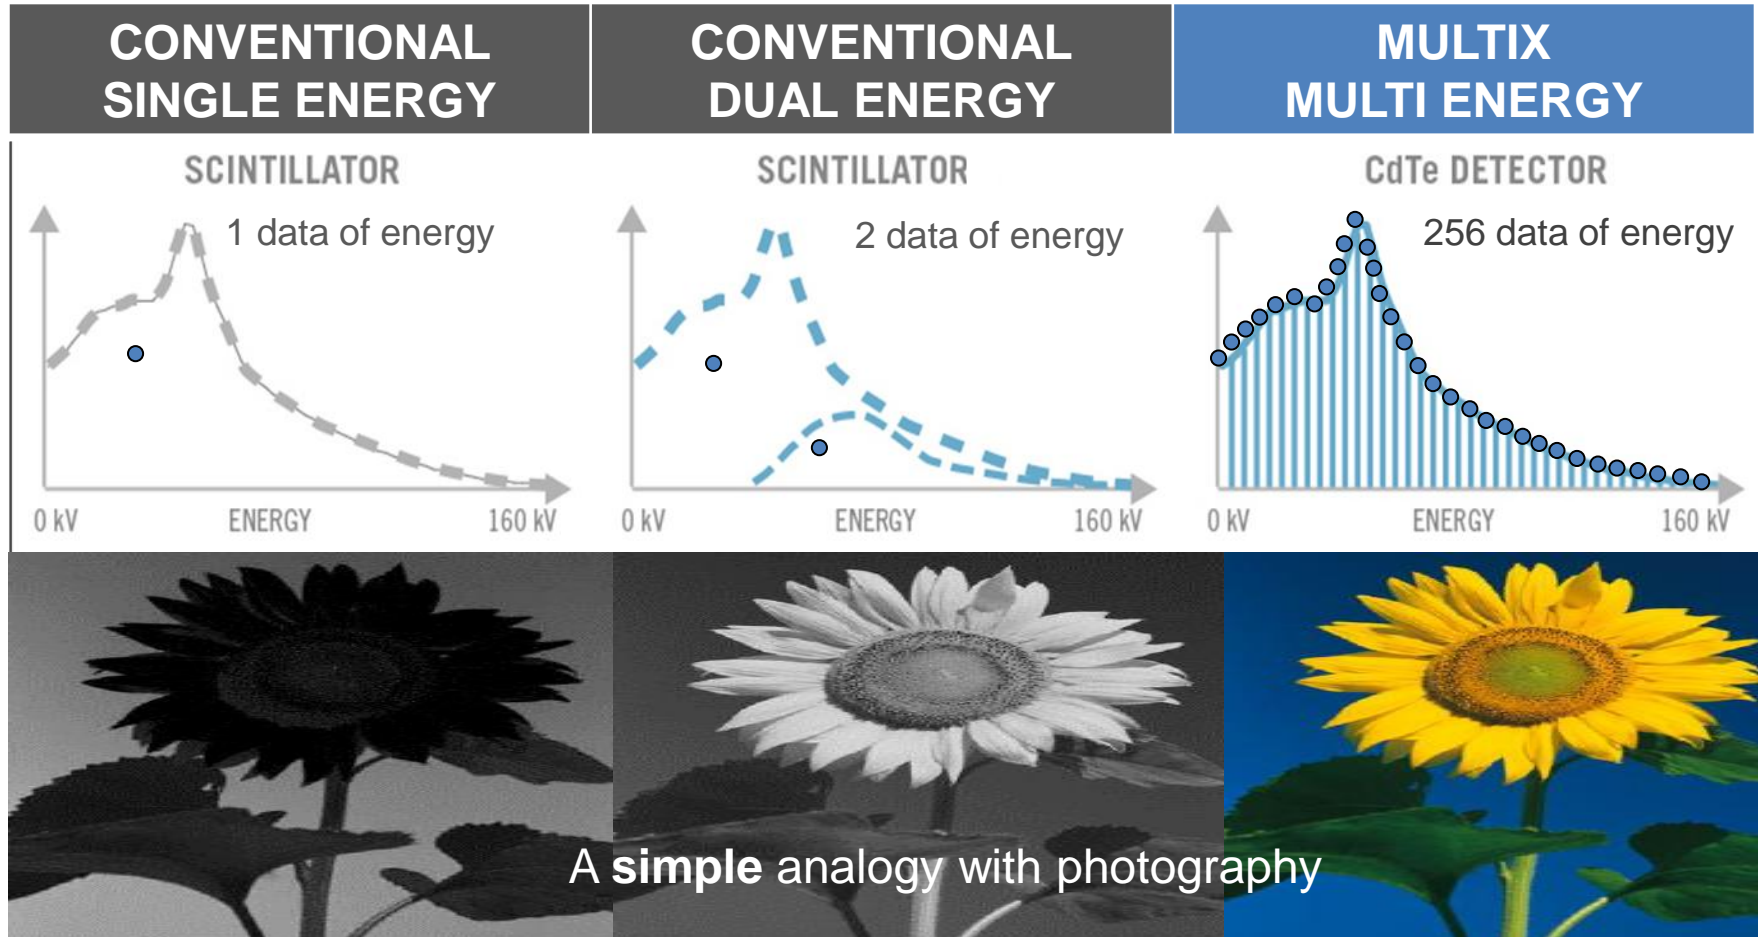 CONVENTIONAL
SINGLE ENERGY
CONVENTIONAL
DUAL ENERGY
MULTIX
MULTI ENERGY
SCINTILLATOR
1 data of energy
0 kV ENERGY 160 kV
SCINTILLATOR
2 data of energy
0 kV ENERGY 160 kV
CdTe DETECTOR
256 data of energy
0 kV ENERGY 160 kV
A simple analogy with photography